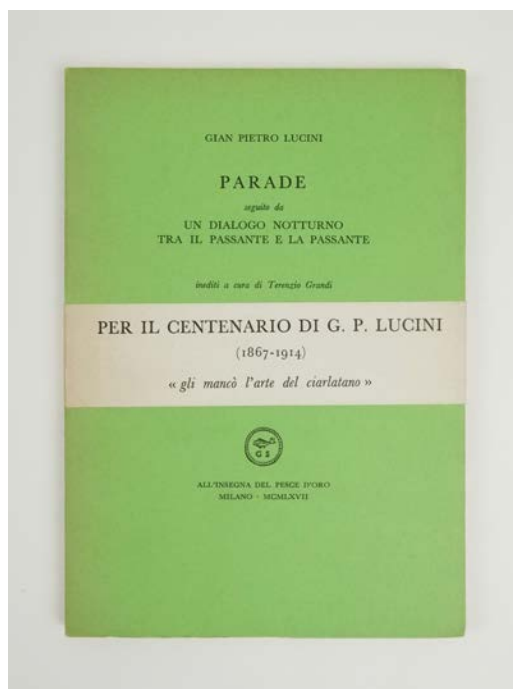 GIAN PIETRO LUCINI
PARADE
seguito da
UN DIALOGO NOTTURNO
TRA IL PASSANTE E LA PASSANTE
inediti a cura di Terenzio Grandi
PER IL CENTENARIO DI G. P. LUCINI
(1867-1914)
« gli mancò l'arte del ciarlatano »
G S
ALL'INSEGNA DEL PESCE D'ORO
MILANO - MCMLXVII